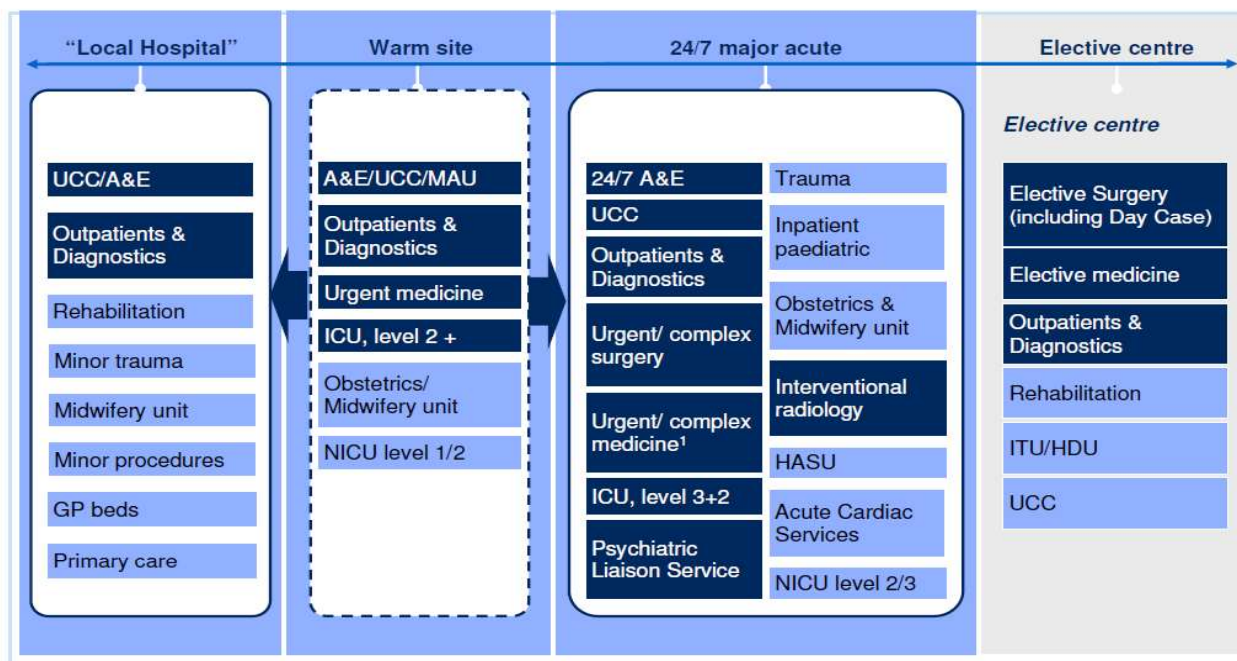 “Local Hospital”
Warm site
24/7 major acute
Elective centre
UCC/A&E
Outpatients &
Diagnostics
Rehabilitation
Minor trauma
Midwifery unit
Minor procedures
GP beds
Primary care
A&E/UCC/MAU
Outpatients &
Diagnostics
Urgent medicine
ICU, level 2 +
Obstetrics/
Midwifery unit
NICU level 1/2
24/7 A&E
UCC
Outpatients &
Diagnostics
Urgent/ complex
surgery
Urgent/ complex
medicine¹
ICU, level 3+2
Psychiatric
Liaison Service
Trauma
Inpatient
paediatric
Obstetrics &
Midwifery unit
Interventional
radiology
HASU
Acute Cardiac
Services
NICU level 2/3
Elective centre
Elective Surgery
(including Day Case)
Elective medicine
Outpatients &
Diagnostics
Rehabilitation
ITU/HDU
UCC